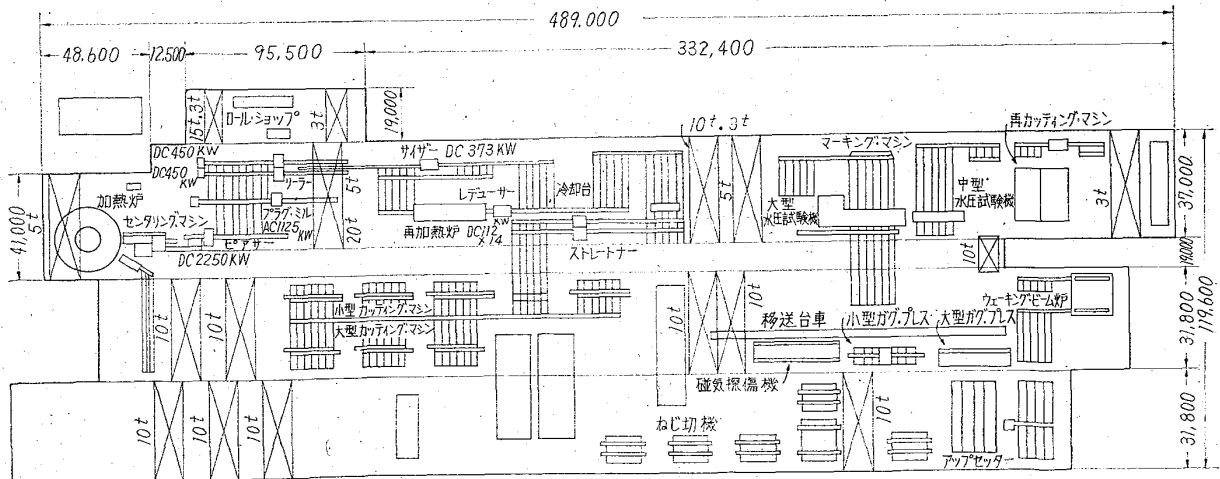 489.000
48,600
12,500
95,500
332,400
15t.3t
ロール・ショップ
3t
19,000
10t.3t
再カッティング・マシン
DC450KW
DC450KW
リーラー
5t
サイザー DC 373KW
マーキング・マシン
レデューサー
冷却台
5t
大型水圧試験機
中型水圧試験機
3t
37,000
41,000
5t
加熱炉
センタリング・マシン
プラグ・ミル
AC1125KW
20t
再加熱炉
DC112KW×14
ピアサー
DC2250KW
ストレートナー
10t
19,000
10t
10t
小型カッティング・マシン
大型カッティング・マシン
10t
10t
移送台車
小型ガグ・プレス
大型ガグ・プレス
ウォーキング・ビーム炉
31,800
119,600
磁気探傷機
10t
10t
10t
ねじ切機
10t
アップセッター
31,800